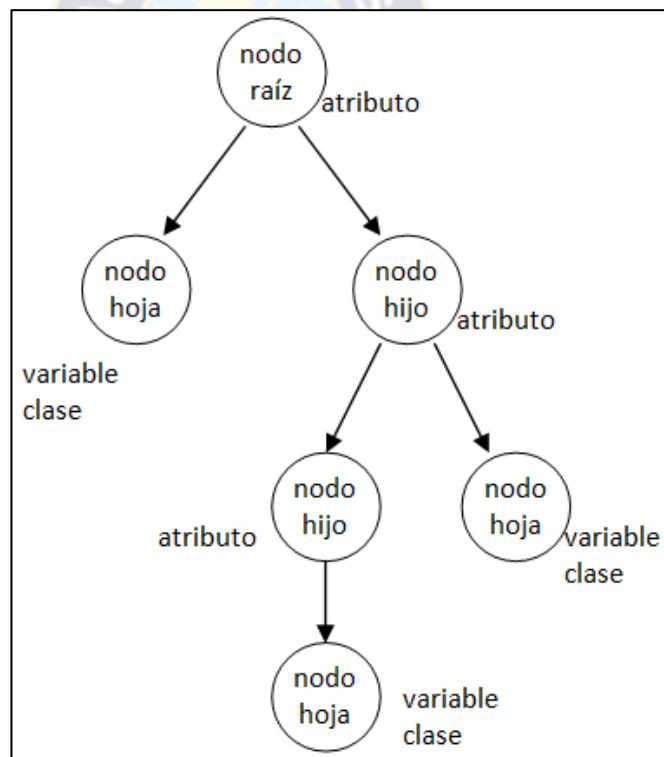 nodo
raíz
atributo
nodo
hoja
variable
clase
nodo
hijo
atributo
nodo
hijo
atributo
nodo
hoja
variable
clase
nodo
hoja
variable
clase